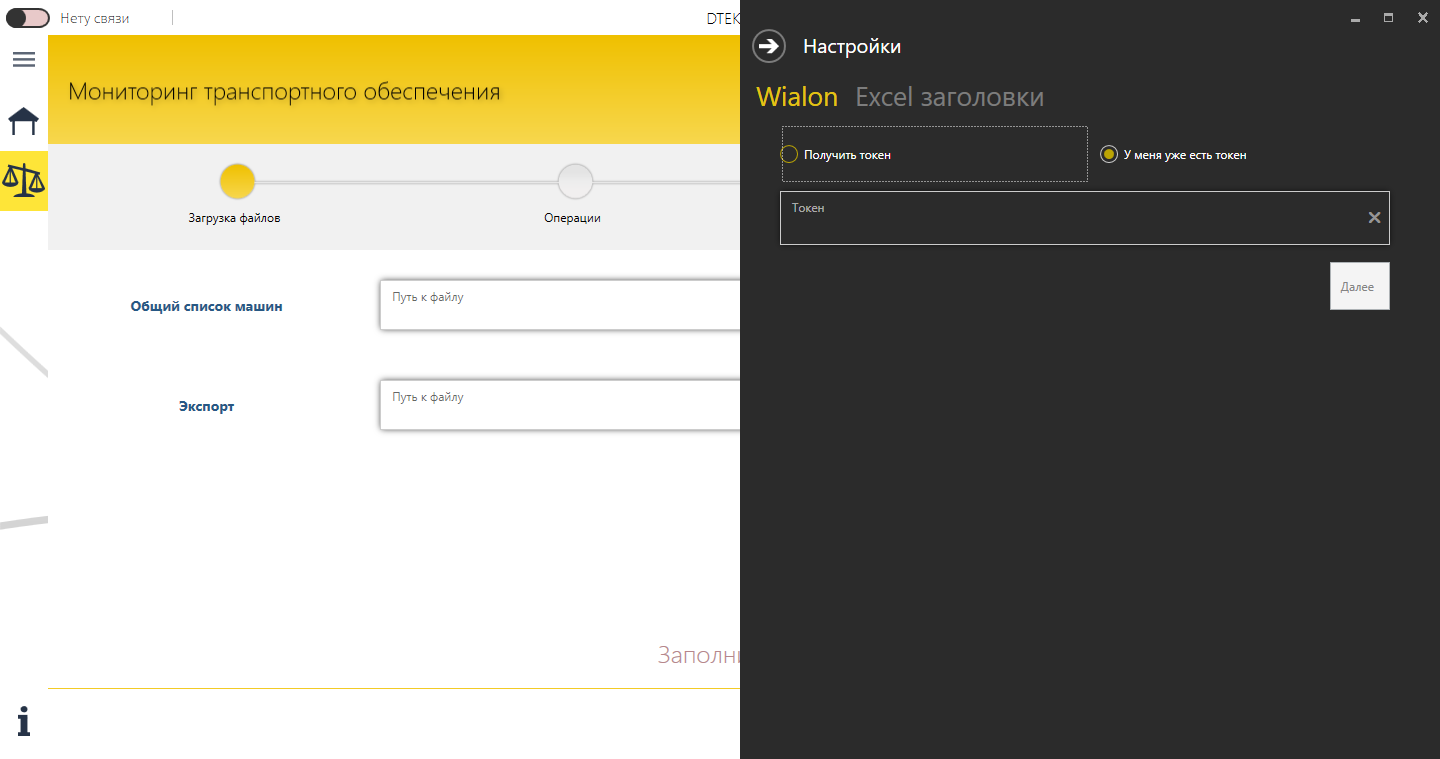 Нету связи
DTEK
Настройки
Мониторинг транспортного обеспечения
Wialon Excel заголовки
Получить токен
У меня уже есть токен
Токен
Далее
Загрузка файлов
Операции
Общий список машин
Путь к файлу
Экспорт
Путь к файлу
Заполни